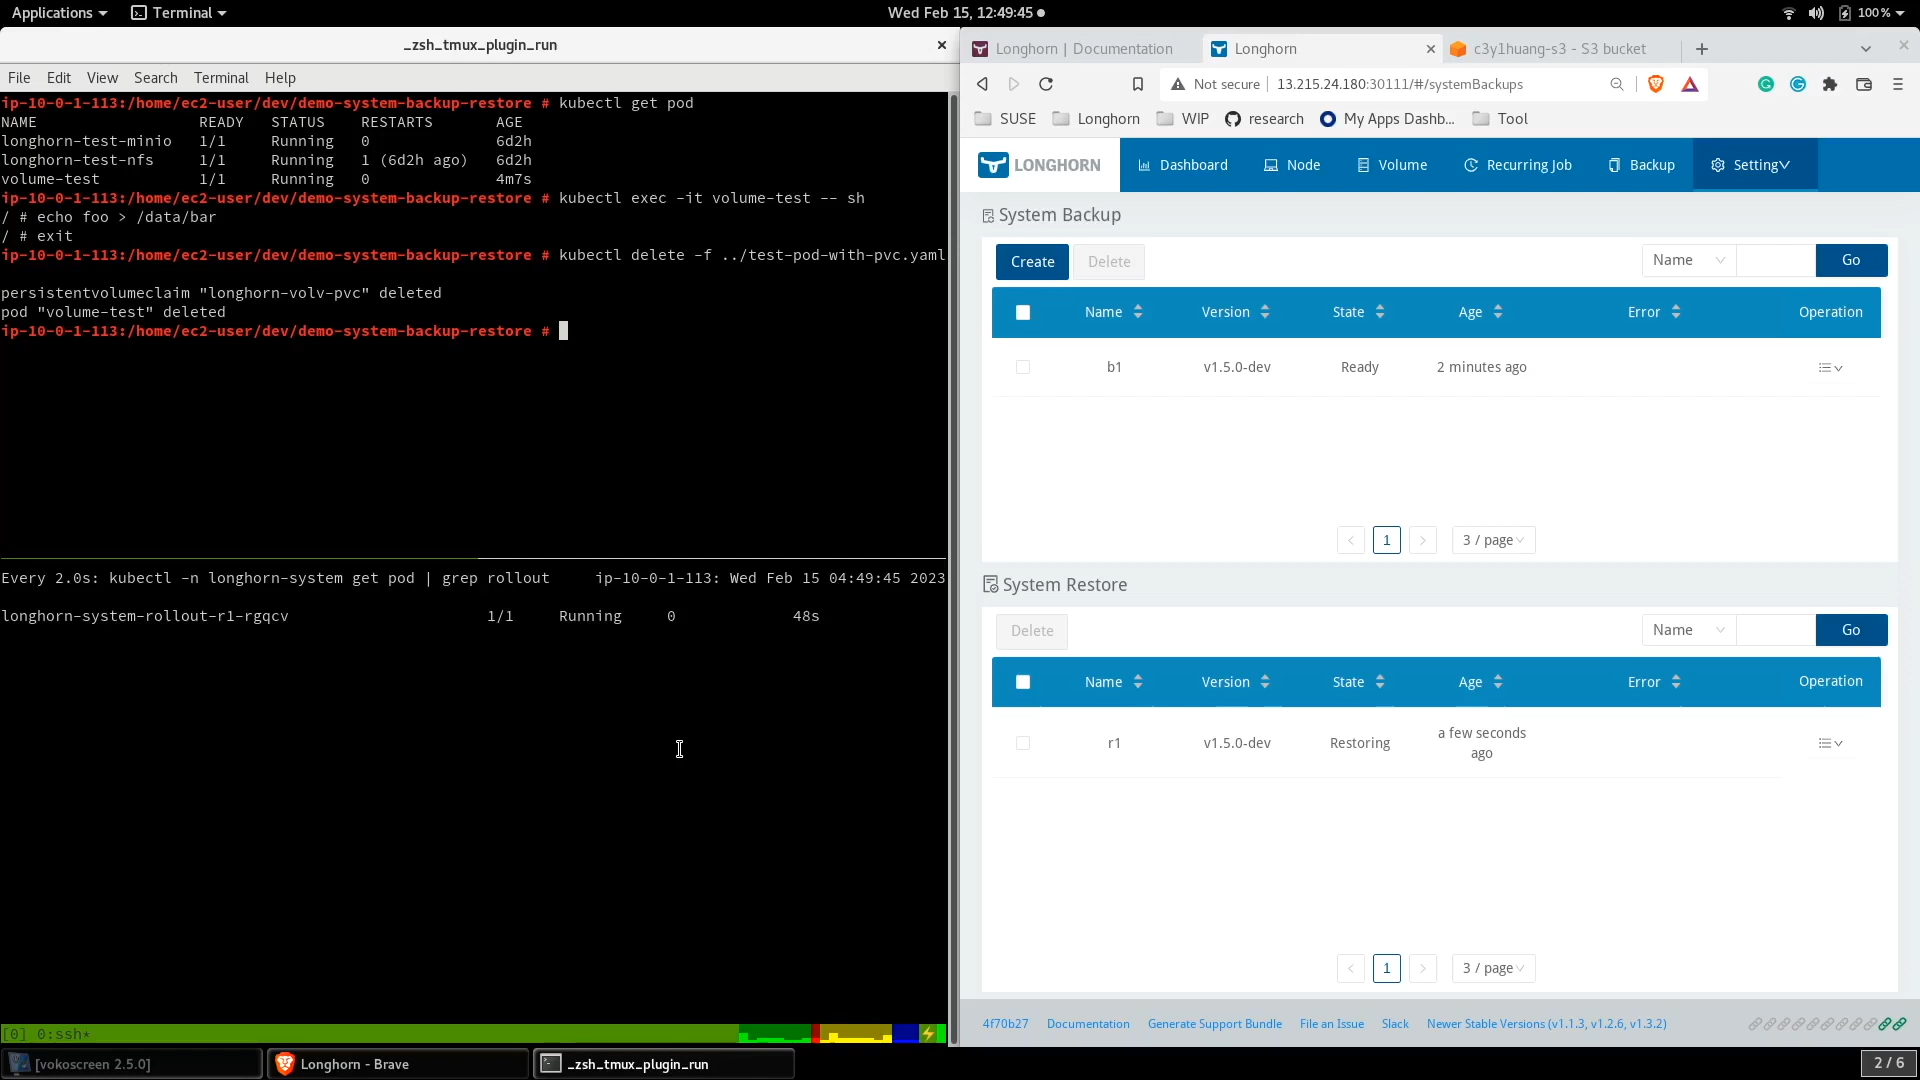 Applications Terminal Wed Feb 15, 12:49:45 100%
_zsh_tmux_plugin_run
File Edit View Search Terminal Help
ip-10-0-1-113:/home/ec2-user/dev/demo-system-backup-restore # kubectl get pod
NAME READY STATUS RESTARTS AGE
longhorn-test-minio 1/1 Running 0 6d2h
longhorn-test-nfs 1/1 Running 1 (6d2h ago) 6d2h
volume-test 1/1 Running 0 4m7s
ip-10-0-1-113:/home/ec2-user/dev/demo-system-backup-restore # kubectl exec -it volume-test -- sh
/ # echo foo > /data/bar
/ # exit
ip-10-0-1-113:/home/ec2-user/dev/demo-system-backup-restore # kubectl delete -f ../test-pod-with-pvc.yaml
persistentvolumeclaim "longhorn-volv-pvc" deleted
pod "volume-test" deleted
ip-10-0-1-113:/home/ec2-user/dev/demo-system-backup-restore #
Every 2.0s: kubectl -n longhorn-system get pod | grep rollout ip-10-0-1-113: Wed Feb 15 04:49:45 2023
longhorn-system-rollout-r1-rgqcv 1/1 Running 0 48s
[0] 0:ssh*
Longhorn | Documentation Longhorn c3y1huang-s3 - S3 bucket
Not secure 13.215.24.180:30111/#/systemBackups
SUSE Longhorn WIP research My Apps Dashb... Tool
LONGHORN Dashboard Node Volume Recurring Job Backup Setting
System Backup
Create Delete Name Go
Name Version State Age Error Operation
b1 v1.5.0-dev Ready 2 minutes ago
< 1 > 3 / page
System Restore
Delete Name Go
Name Version State Age Error Operation
r1 v1.5.0-dev Restoring a few seconds
ago
< 1 > 3 / page
4f70b27 Documentation Generate Support Bundle File an Issue Slack Newer Stable Versions (v1.1.3, v1.2.6, v1.3.2)
[vokoscreen 2.5.0] Longhorn - Brave _zsh_tmux_plugin_run 2 / 6